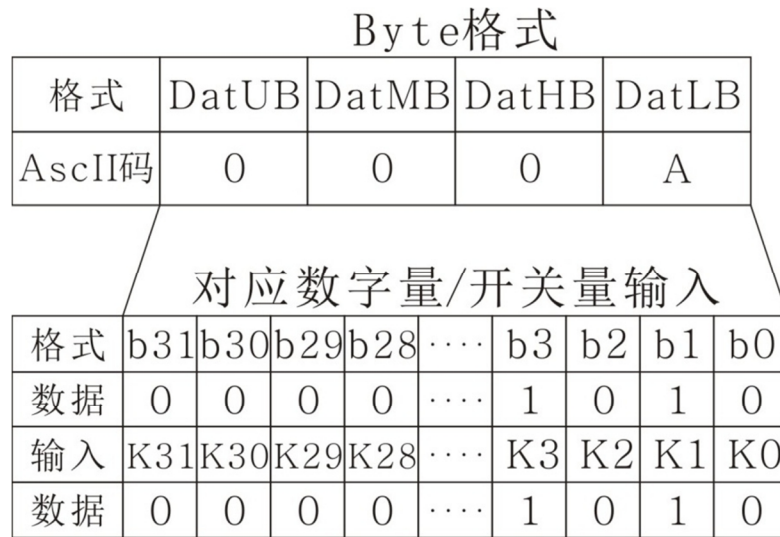 Byte格式
格式 DatUB DatMB DatHB DatLB
AscII码 0 0 0 A
对应数字量/开关量输入
格式 b31 b30 b29 b28 ···· b3 b2 b1 b0
数据 0 0 0 0 ···· 1 0 1 0
输入 K31 K30 K29 K28 ···· K3 K2 K1 K0
数据 0 0 0 0 ···· 1 0 1 0